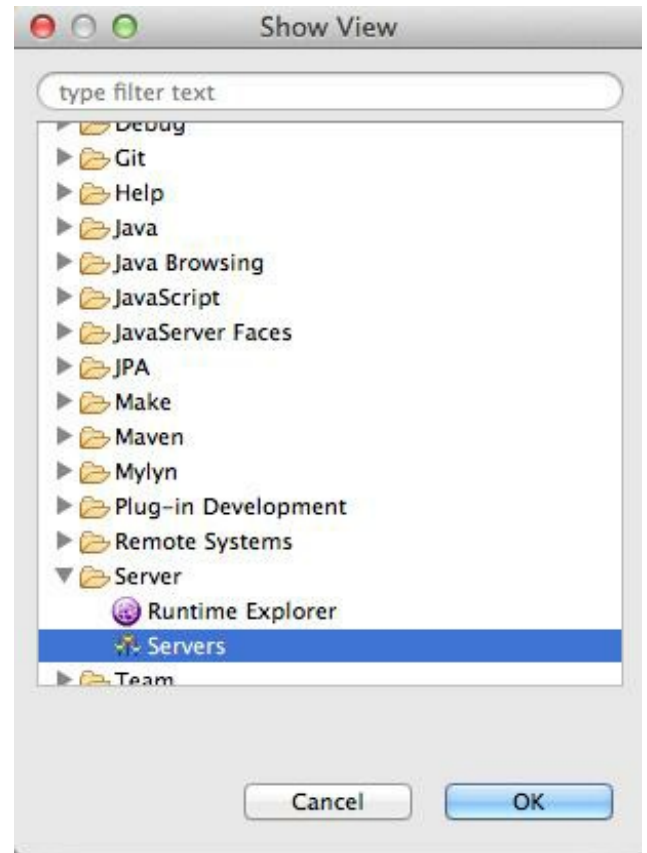 Show View
type filter text
Debug
Git
Help
Java
Java Browsing
JavaScript
JavaServer Faces
JPA
Make
Maven
Mylyn
Plug-in Development
Remote Systems
Server
Runtime Explorer
Servers
Team
Cancel OK